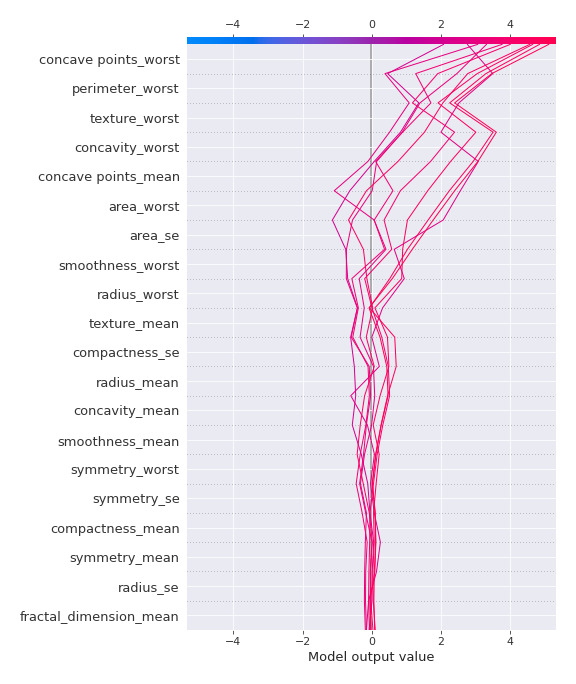 −4 −2 0 2 4
concave points_worst
perimeter_worst
texture_worst
concavity_worst
concave points_mean
area_worst
area_se
smoothness_worst
radius_worst
texture_mean
compactness_se
radius_mean
concavity_mean
smoothness_mean
symmetry_worst
symmetry_se
compactness_mean
symmetry_mean
radius_se
fractal_dimension_mean
−4 −2 0 2 4
Model output value